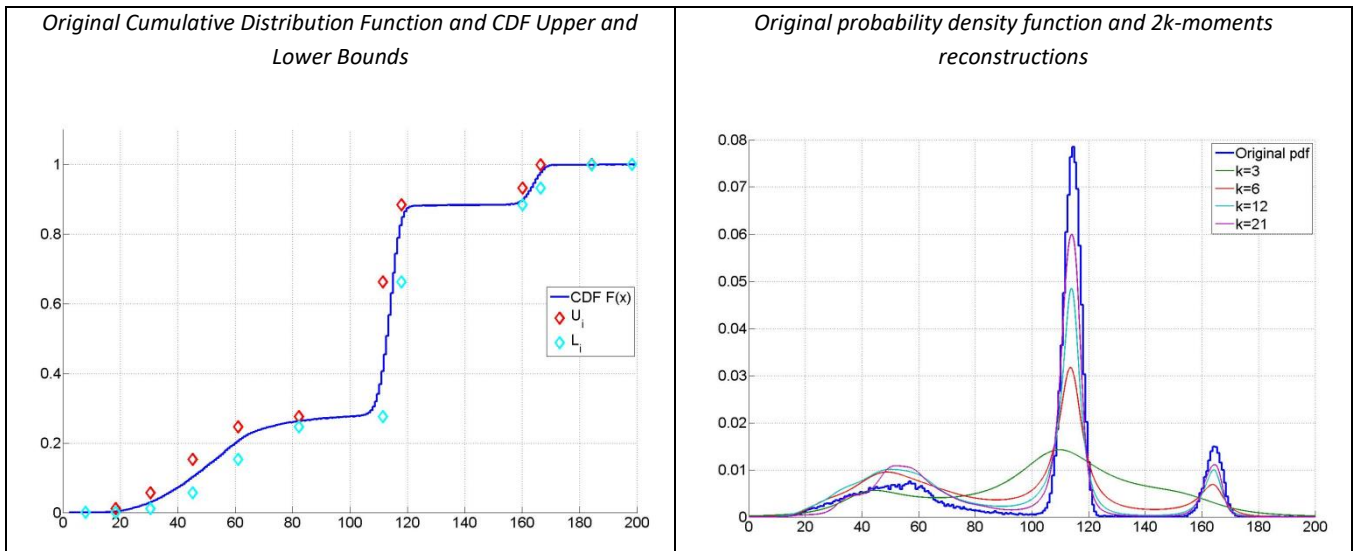 Original Cumulative Distribution Function and CDF Upper and
Lower Bounds
1
0.8
0.6
0.4
0.2
0
0 20 40 60 80 100 120 140 160 180 200
CDF F(x)
U_i
L_i
Original probability density function and 2k-moments
reconstructions
0.08
0.07
0.06
0.05
0.04
0.03
0.02
0.01
0
0 20 40 60 80 100 120 140 160 180 200
Original pdf
k=3
k=6
k=12
k=21